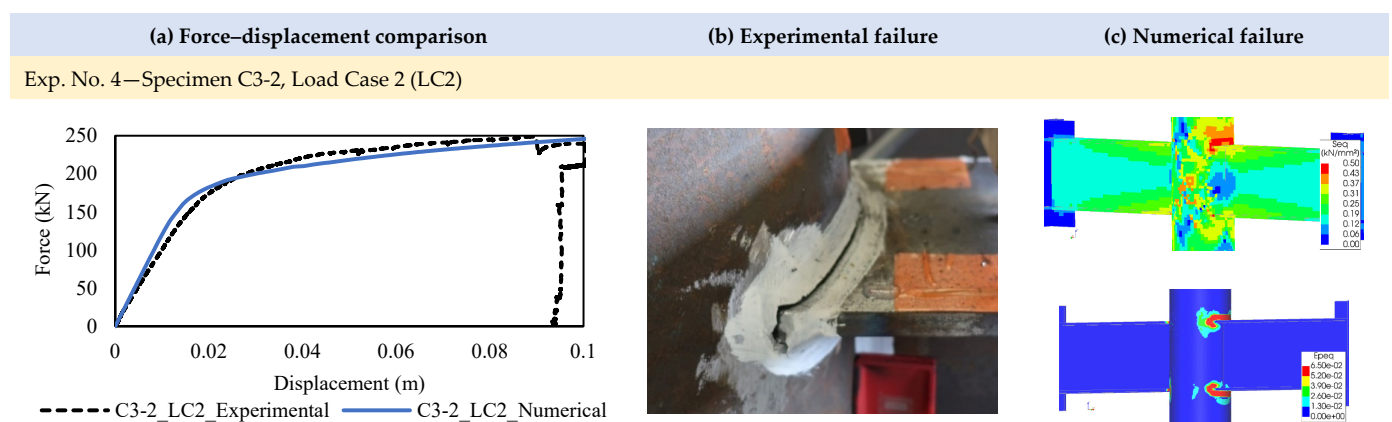 (a) Force–displacement comparison
(b) Experimental failure
(c) Numerical failure
Exp. No. 4—Specimen C3-2, Load Case 2 (LC2)
250
200
150
100
50
0
Force (kN)
0
0.02
0.04
0.06
0.08
0.1
Displacement (m)
C3-2_LC2_Experimental
C3-2_LC2_Numerical
Seq
(kN/mm²)
0.50
0.43
0.37
0.31
0.25
0.19
0.12
0.06
0.00
Epeq
6.50e-02
5.20e-02
3.90e-02
2.60e-02
1.30e-02
0.00e+00